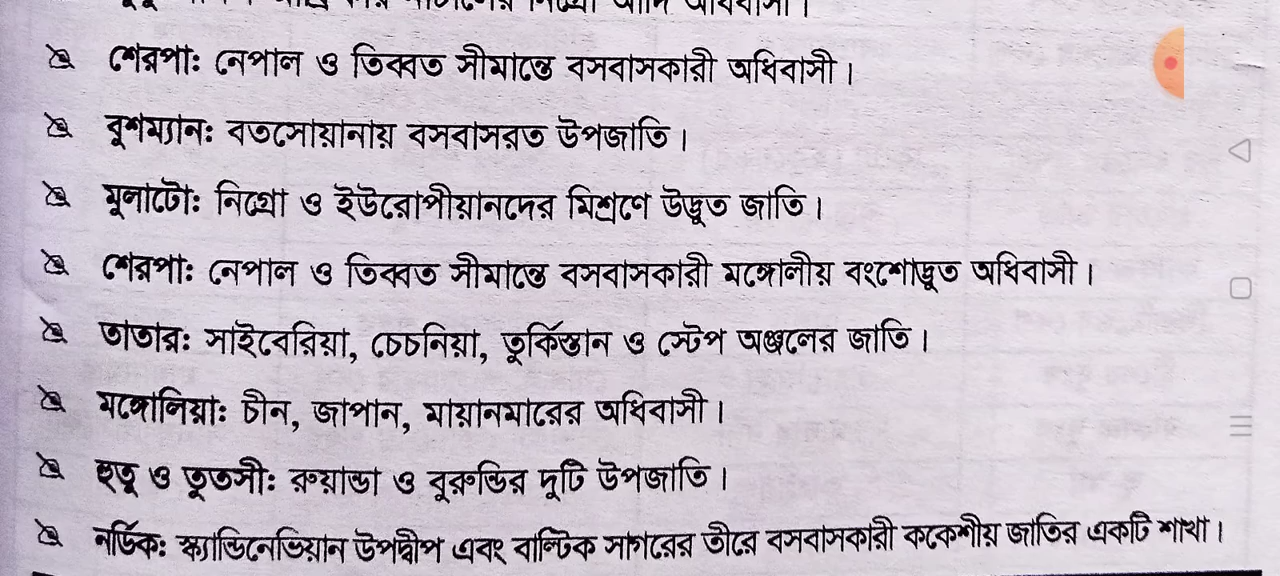 শেরপা: নেপাল ও তিব্বত সীমান্তে বসবাসকারী অধিবাসী।
বুশম্যান: বতসোয়ানায় বসবাসরত উপজাতি।
মুলাটো: নিগ্রো ও ইউরোপীয়ানদের মিশ্রণে উদ্ভূত জাতি।
শেরপা: নেপাল ও তিব্বত সীমান্তে বসবাসকারী মঙ্গোলীয় বংশোদ্ভূত অধিবাসী।
তাতার: সাইবেরিয়া, চেচনিয়া, তুর্কিস্তান ও স্টেপ অঞ্চলের জাতি।
মঙ্গোলিয়া: চীন, জাপান, মায়ানমারের অধিবাসী।
হুতু ও তুতসী: রুয়ান্ডা ও বুরুন্ডির দুটি উপজাতি।
নর্ডিক: স্ক্যান্ডিনেভিয়ান উপদ্বীপ এবং বাল্টিক সাগরের তীরে বসবাসকারী ককেশীয় জাতির একটি শাখা।